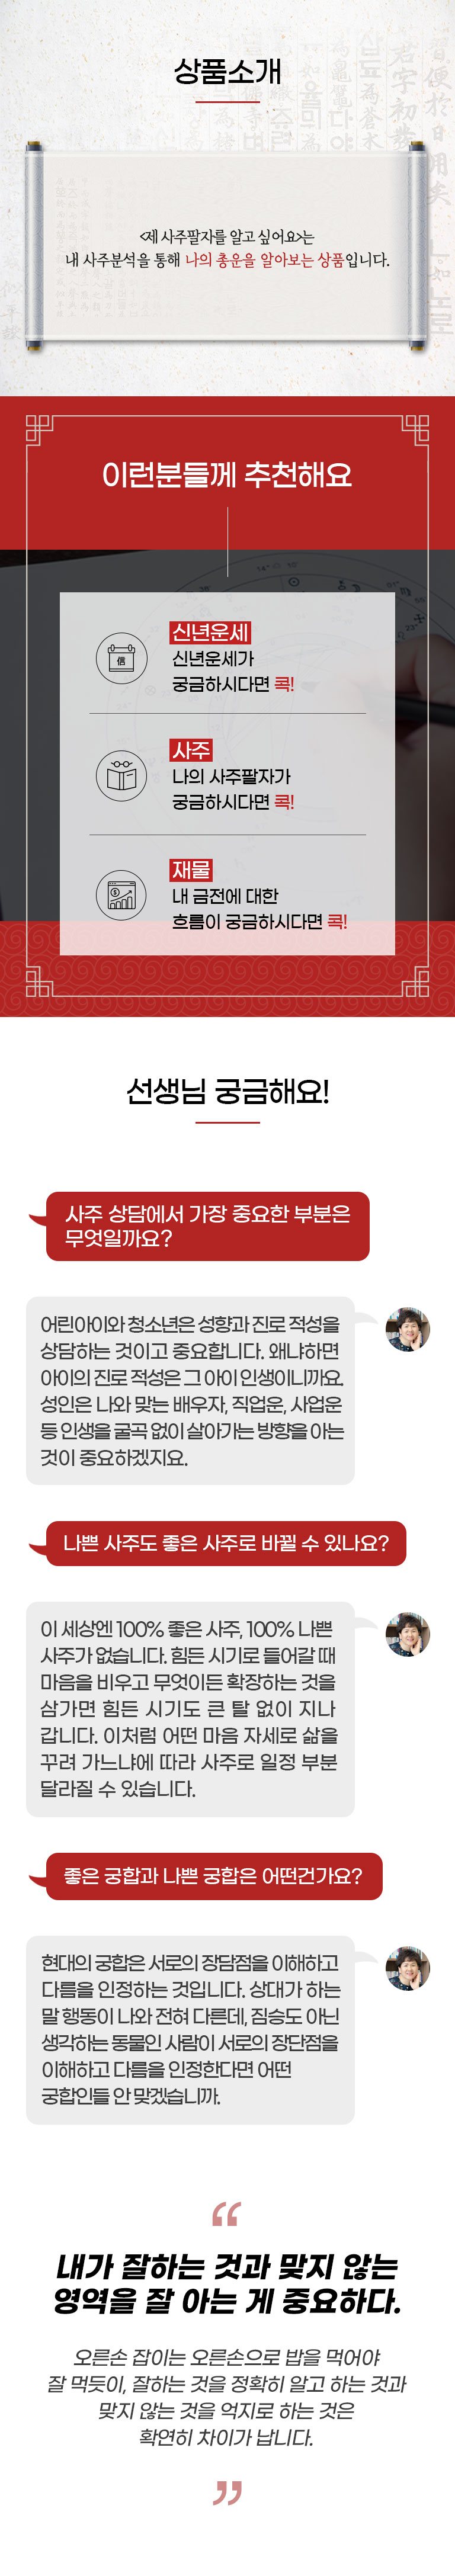 상품소개
<제 사주팔자를 알고 싶어요>는
내 사주분석을 통해 나의 총운을 알아보는 상품입니다.
이런분들께 추천해요
신년운세
신년운세가
궁금하시다면 콕!
사주
나의 사주팔자가
궁금하시다면 콕!
재물
내 금전에 대한
흐름이 궁금하시다면 콕!
선생님 궁금해요!
사주 상담에서 가장 중요한 부분은
무엇일까요?
어린아이와 청소년은 성향과 진로 적성을
상담하는 것이고 중요합니다. 왜냐하면
아이의 진로 적성은 그 아이 인생이니까요.
성인은 나와 맞는 배우자, 직업운, 사업운
등 인생을 굴곡 없이 살아가는 방향을 아는
것이 중요하겠지요.
나쁜 사주도 좋은 사주로 바뀔 수 있나요?
이 세상엔 100% 좋은 사주, 100% 나쁜
사주가 없습니다. 힘든 시기로 들어갈 때
마음을 비우고 무엇이든 확장하는 것을
삼가면 힘든 시기도 큰 탈 없이 지나
갑니다. 이처럼 어떤 마음 자세로 삶을
꾸려 가느냐에 따라 사주로 일정 부분
달라질 수 있습니다.
좋은 궁합과 나쁜 궁합은 어떤건가요?
현대의 궁합은 서로의 장담점을 이해하고
다름을 인정하는 것입니다. 상대가 하는
말 행동이 나와 전혀 다른데, 짐승도 아닌
생각하는 동물인 사람이 서로의 장단점을
이해하고 다름을 인정한다면 어떤
궁합인들 안 맞겠습니까.
“
내가 잘하는 것과 맞지 않는
영역을 잘 아는 게 중요하다.
오른손 잡이는 오른손으로 밥을 먹어야
잘 먹듯이, 잘하는 것을 정확히 알고 하는 것과
맞지 않는 것을 억지로 하는 것은
확연히 차이가 납니다.
”